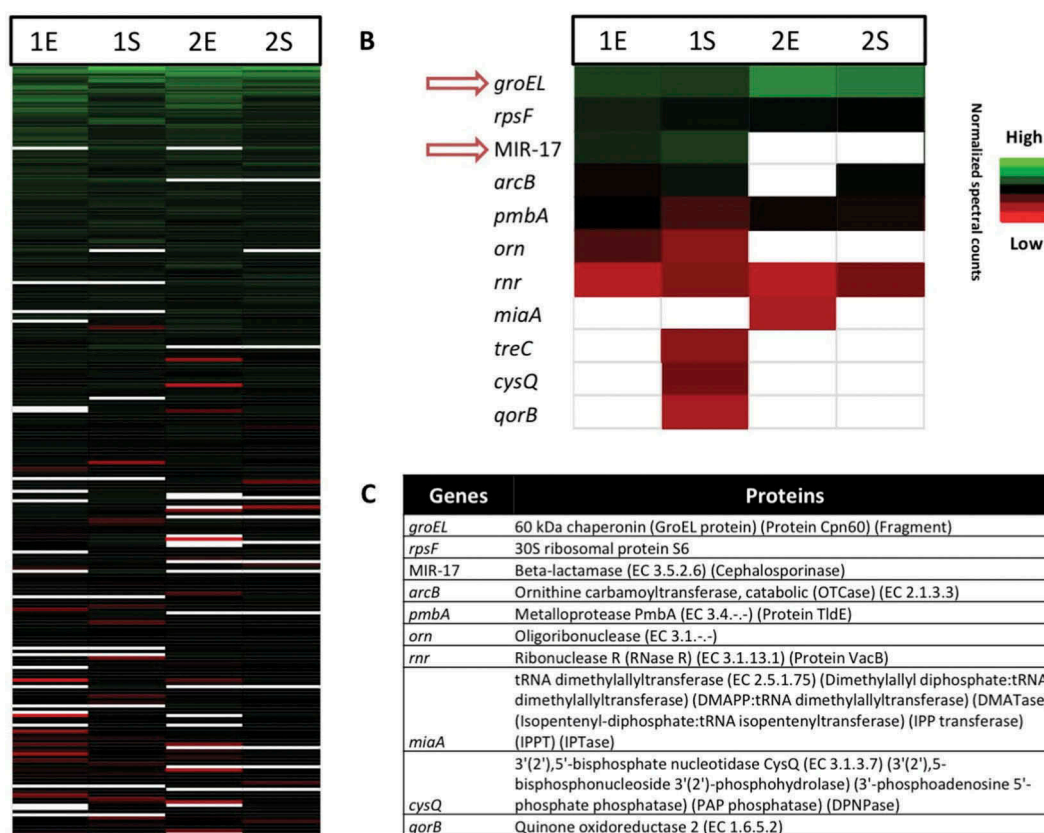 1E 1S 2E 2S
B
1E 1S 2E 2S
groEL
rpsF
MIR-17
arcB
pmbA
orn
rnr
miaA
treC
cysQ
qorB
Normalized spectral counts
High
Low
C
Genes Proteins
groEL 60 kDa chaperonin (GroEL protein) (Protein Cpn60) (Fragment)
rpsF 30S ribosomal protein S6
MIR-17 Beta-lactamase (EC 3.5.2.6) (Cephalosporinase)
arcB Ornithine carbamoyltransferase, catabolic (OTCase) (EC 2.1.3.3)
pmbA Metalloprotease PmbA (EC 3.4.-.-) (Protein TldE)
orn Oligoribonuclease (EC 3.1.-.-)
rnr Ribonuclease R (RNase R) (EC 3.1.13.1) (Protein VacB)
tRNA dimethylallyltransferase (EC 2.5.1.75) (Dimethylallyl diphosphate:tRNA
dimethylallyltransferase) (DMAPP:tRNA dimethylallyltransferase) (DMATase
(Isopentenyl-diphosphate:tRNA isopentenyltransferase) (IPP transferase)
miaA (IPPT) (IPTase)
3'(2'),5'-bisphosphate nucleotidase CysQ (EC 3.1.3.7) (3'(2'),5-
bisphosphonucleoside 3'(2')-phosphohydrolase) (3'-phosphoadenosine 5'-
cysQ phosphate phosphatase) (PAP phosphatase) (DPNPase)
qorB Quinone oxidoreductase 2 (EC 1.6.5.2)